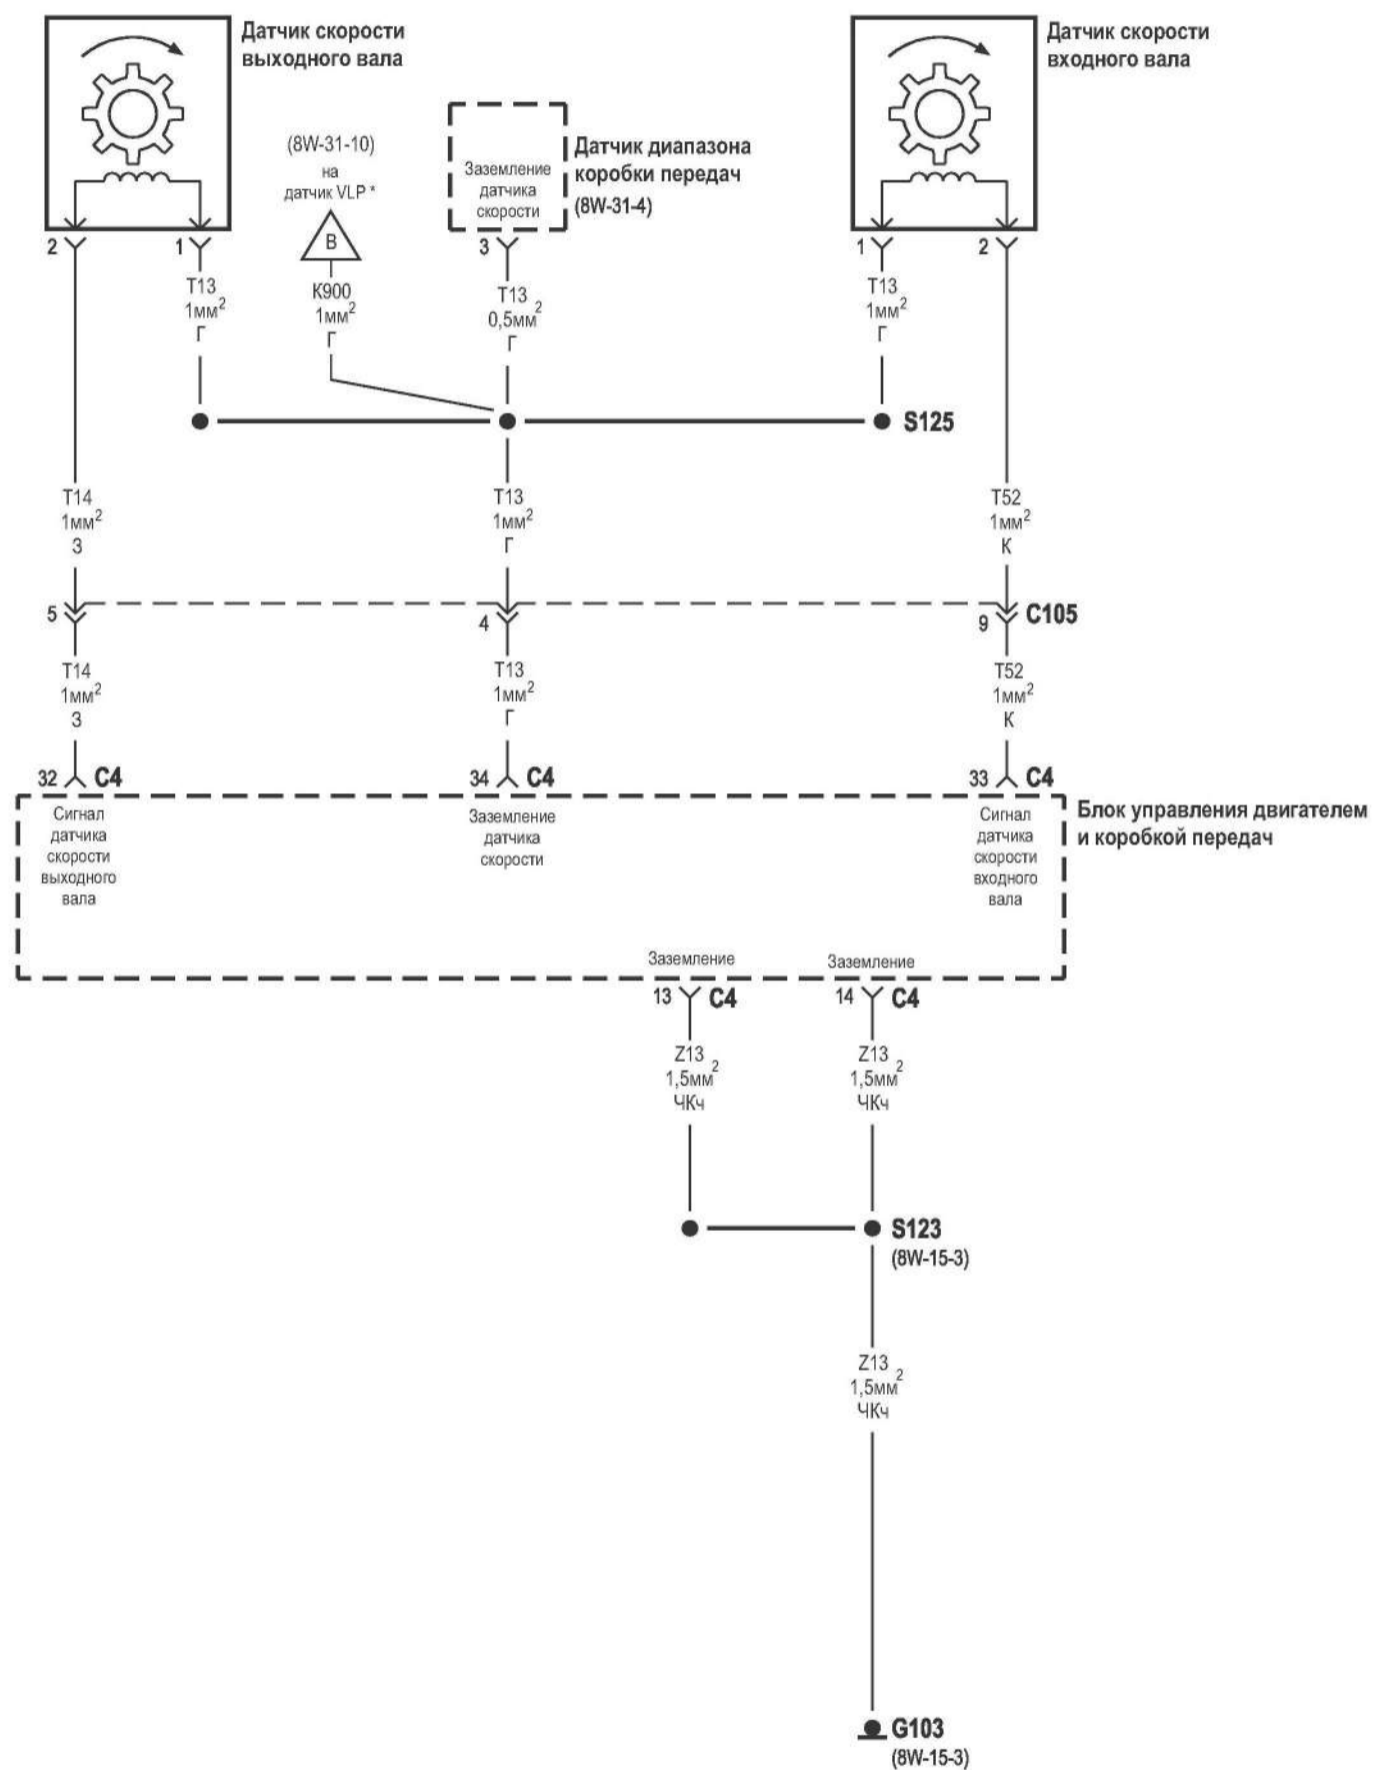 Датчик скорости
выходного вала
Датчик скорости
входного вала
(8W-31-10)
на
датчик VLP *
B
Заземление
датчика
скорости
Датчик диапазона
коробки передач
(8W-31-4)
2
1
3
1
2
T13
1мм2
Г
K900
1мм2
Г
T13
0,5мм2
Г
T13
1мм2
Г
S125
T14
1мм2
З
T13
1мм2
Г
T52
1мм2
К
5
4
9
C105
T14
1мм2
З
T13
1мм2
Г
T52
1мм2
К
32
C4
34
C4
33
C4
Сигнал
датчика
скорости
выходного
вала
Заземление
датчика
скорости
Сигнал
датчика
скорости
входного
вала
Блок управления двигателем
и коробкой передач
Заземление
Заземление
13
C4
14
C4
Z13
1,5мм2
ЧКч
Z13
1,5мм2
ЧКч
S123
(8W-15-3)
Z13
1,5мм2
ЧКч
G103
(8W-15-3)